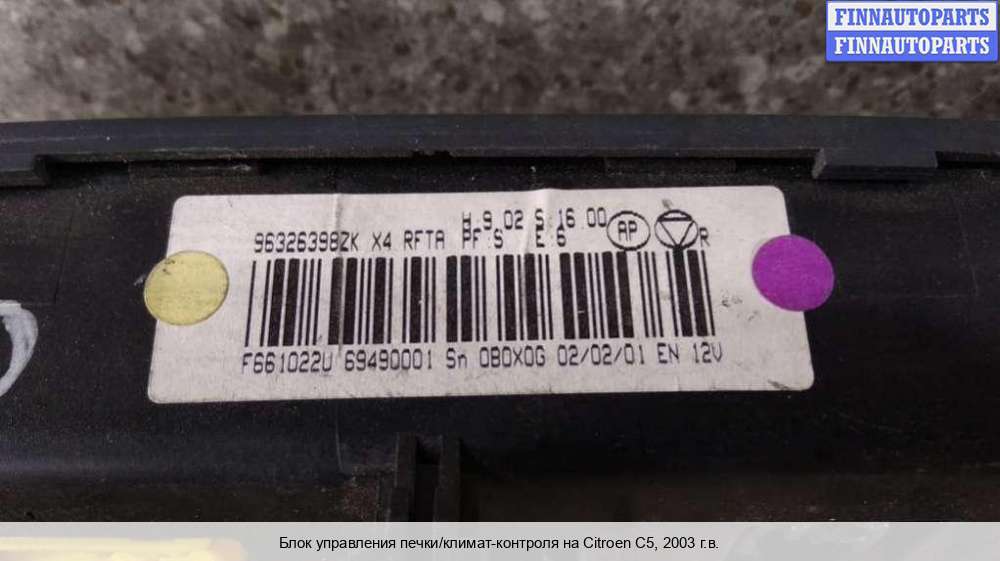 FINNAUTOPARTS
FINNAUTOPARTS
H 9.02 S 16.00
96326398ZK X4 RFTA PF S E 6 AP R
F661022U 69490001 Sn 0B0X0G 02/02/01 EN 12V
Блок управления печки/климат-контроля на Citroen C5, 2003 г.в.